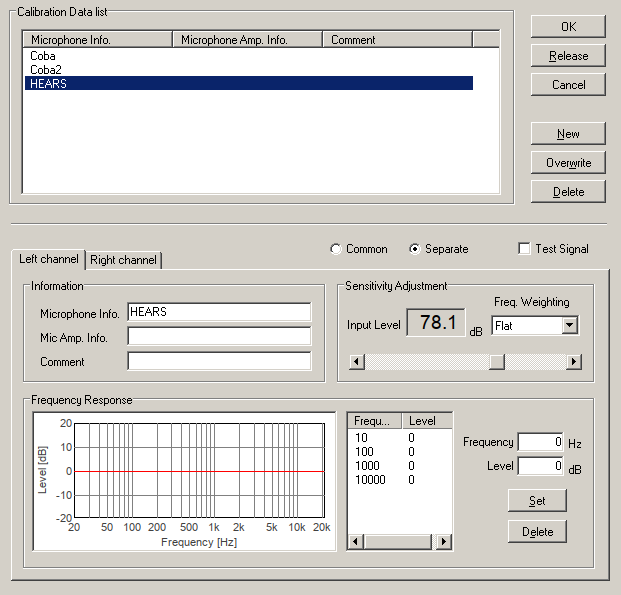 Calibration Data list
Microphone Info. Microphone Amp. Info. Comment
Coba
Coba2
HEARS
OK
Release
Cancel
New
Overwrite
Delete
Common Separate Test Signal
Left channel Right channel
Information
Microphone Info. HEARS
Mic Amp. Info.
Comment
Sensitivity Adjustment
Freq. Weighting
Input Level 78.1 dB Flat
Frequency Response
Level [dB]
20
10
0
-10
-20
20 50 100 200 500 1k 2k 5k 10k 20k
Frequency [Hz]
Frequ... Level
10 0
100 0
1000 0
10000 0
Frequency 0 Hz
Level 0 dB
Set
Delete